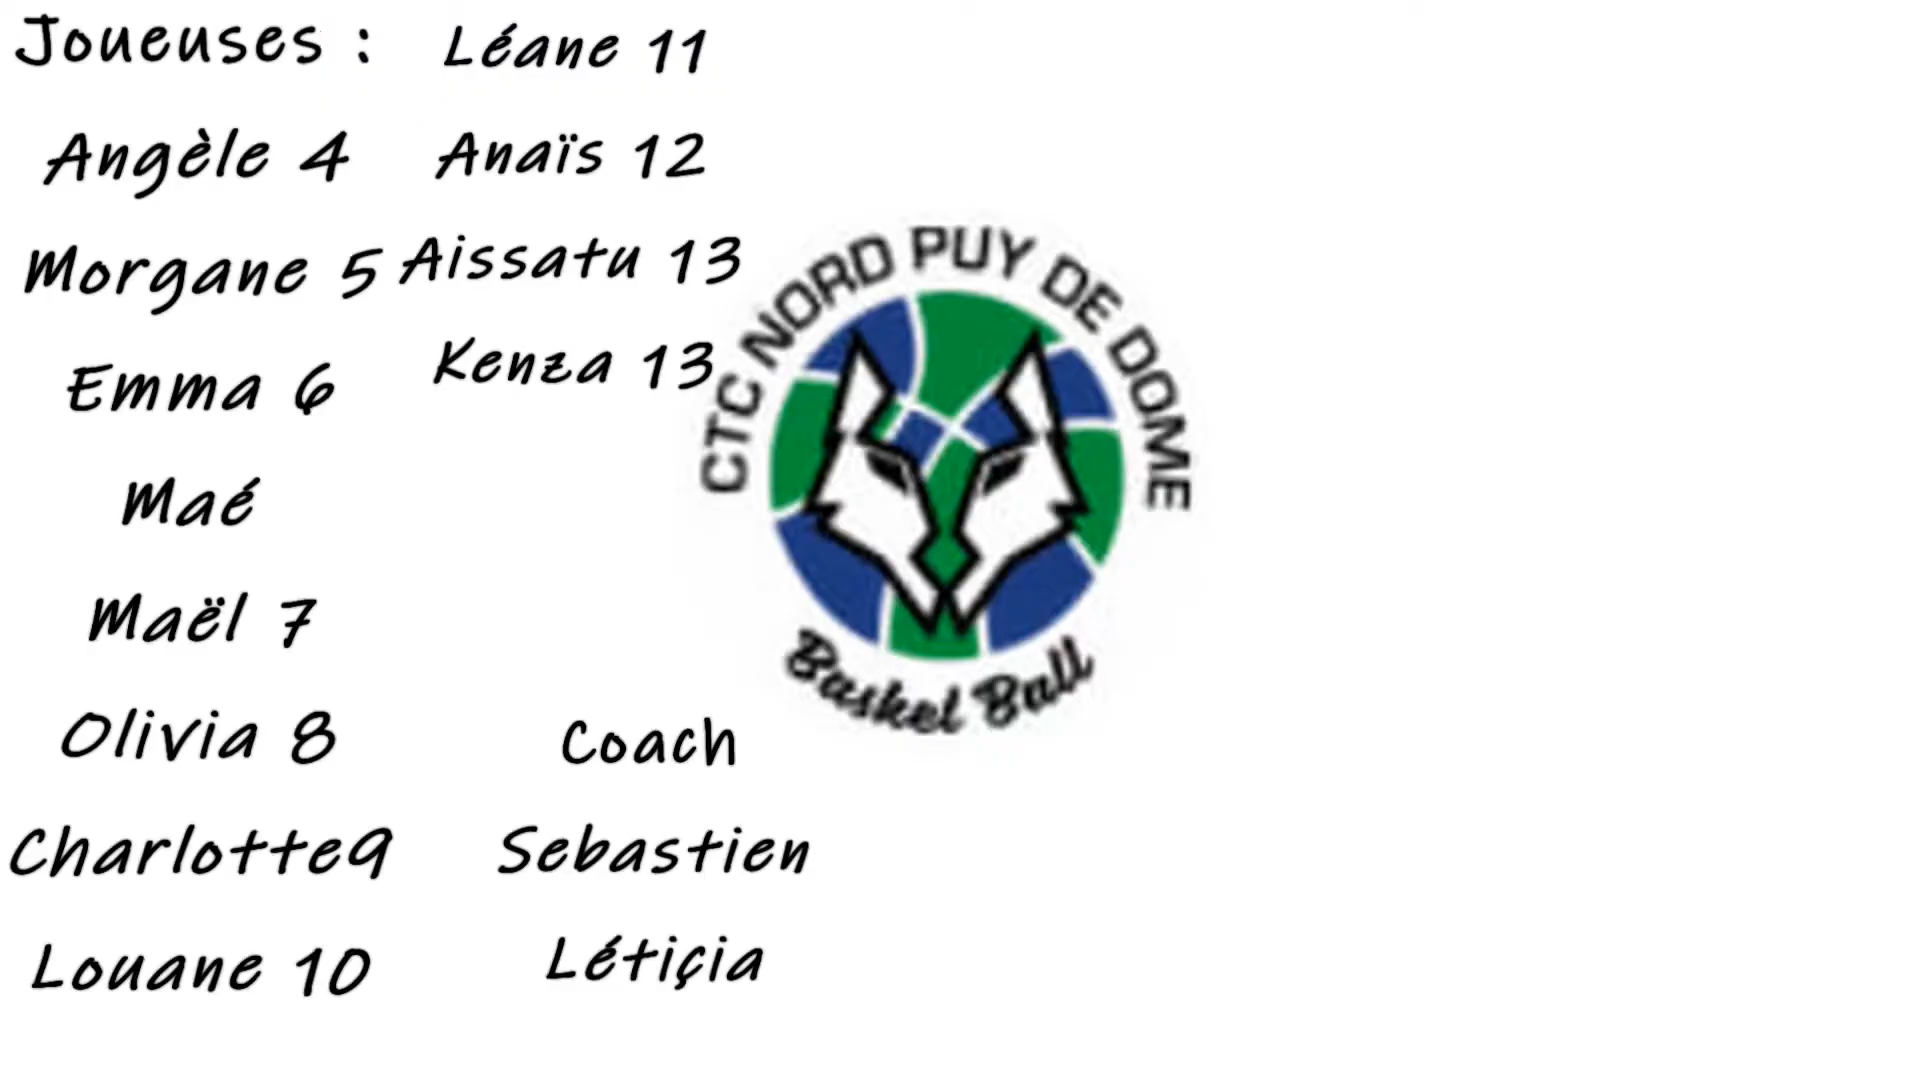 Joueuses :
Angèle 4
Morgane 5
Emma 6
Maé
Maël 7
Olivia 8
Charlotte9
Louane 10
Léane 11
Anaïs 12
Aissatu 13
Kenza 13
CTC NORD PUY DE DOME
Basket Ball
Coach
Sebastien
Létiçia